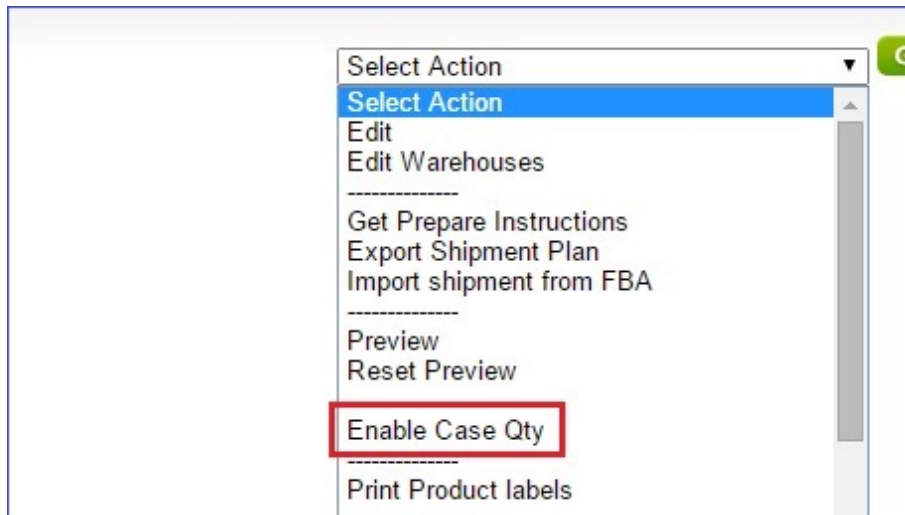 Select Action
Select Action
Edit
Edit Warehouses
--------------
Get Prepare Instructions
Export Shipment Plan
Import shipment from FBA
--------------
Preview
Reset Preview
Enable Case Qty
--------------
Print Product labels